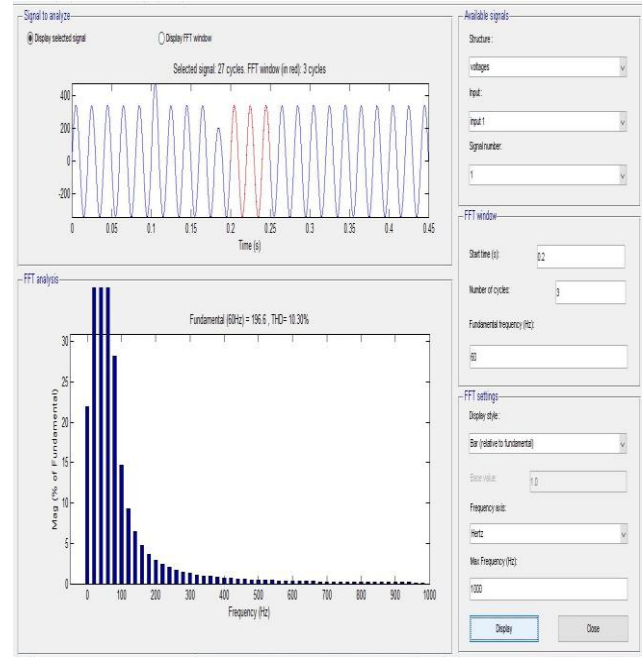 Signal to analyze
Display selected signal
Display FFT window
Selected signal: 27 cycles. FFT window (in red): 3 cycles
400
200
0
-200
0 0.05 0.1 0.15 0.2 0.25 0.3 0.35 0.4 0.45
Time (s)
FFT analysis
Fundamental (60Hz) = 196.6 , THD= 10.30%
30
25
20
15
10
5
0
Mag (% of Fundamental)
0 100 200 300 400 500 600 700 800 900 1000
Frequency (Hz)
Available signals
Structure :
voltages
Input :
input 1
Signal number:
1
FFT window
Start time (s):
0.2
Number of cycles:
3
Fundamental frequency (Hz):
60
FFT settings
Display style :
Bar (relative to fundamental)
Base value:
1.0
Frequency axis:
Hertz
Max Frequency (Hz):
1000
Display
Close